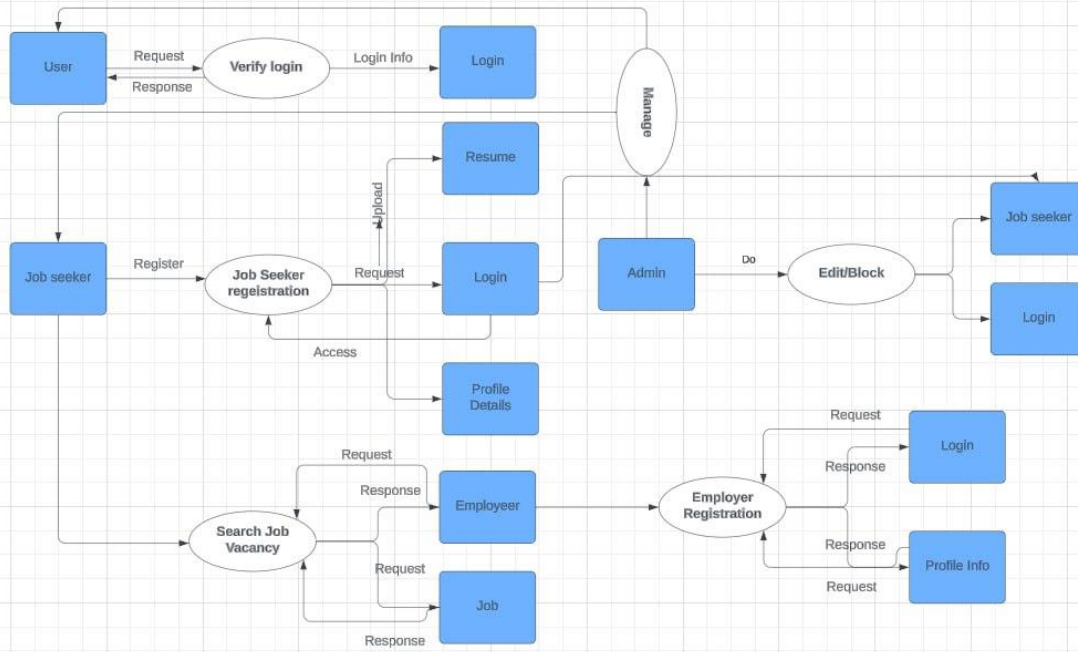 User
Request
Response
Verify login
Login Info
Login
Manage
Resume
Upload
Job seeker
Register
Job Seeker
regeistration
Request
Login
Access
Admin
Do
Edit/Block
Job seeker
Login
Profile
Details
Request
Response
Search Job
Vacancy
Employeer
Request
Job
Response
Employer
Registration
Request
Response
Login
Response
Request
Profile Info